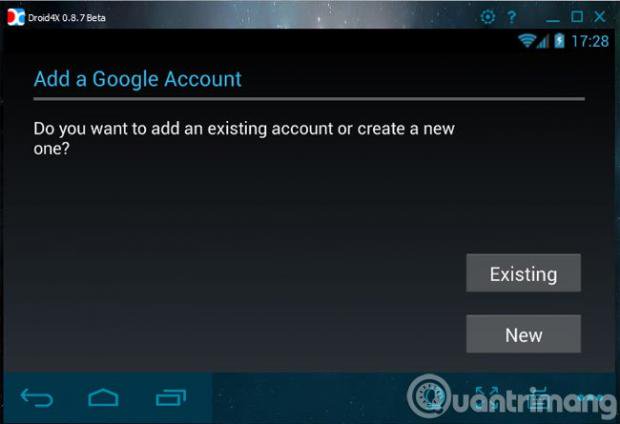 Droid4X 0.8.7 Beta
?
17:28
Add a Google Account
Do you want to add an existing account or create a new
one?
Existing
New
Quantrimang